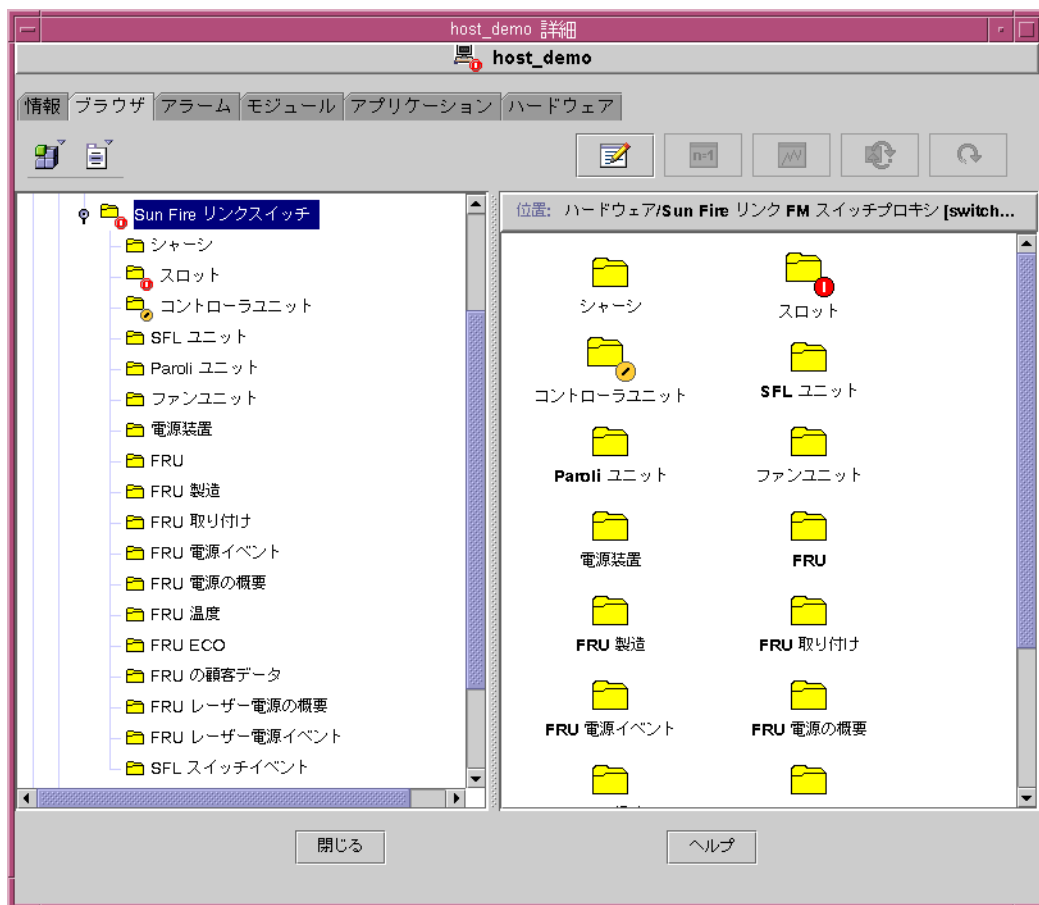 host_demo 詳細
host_demo
情報 ブラウザ アラーム モジュール アプリケーション ハードウェア
n=1
Sun Fire リンクスイッチ
シャーシ
スロット
コントローラユニット
SFL ユニット
Paroli ユニット
ファンユニット
電源装置
FRU
FRU 製造
FRU 取り付け
FRU 電源イベント
FRU 電源の概要
FRU 温度
FRU ECO
FRU の顧客データ
FRU レーザー電源の概要
FRU レーザー電源イベント
SFL スイッチイベント
位置: ハードウェア/Sun Fire リンク FM スイッチプロキシ [switch...
シャーシ スロット
コントローラユニット SFL ユニット
Paroli ユニット ファンユニット
電源装置 FRU
FRU 製造 FRU 取り付け
FRU 電源イベント FRU 電源の概要
閉じる ヘルプ